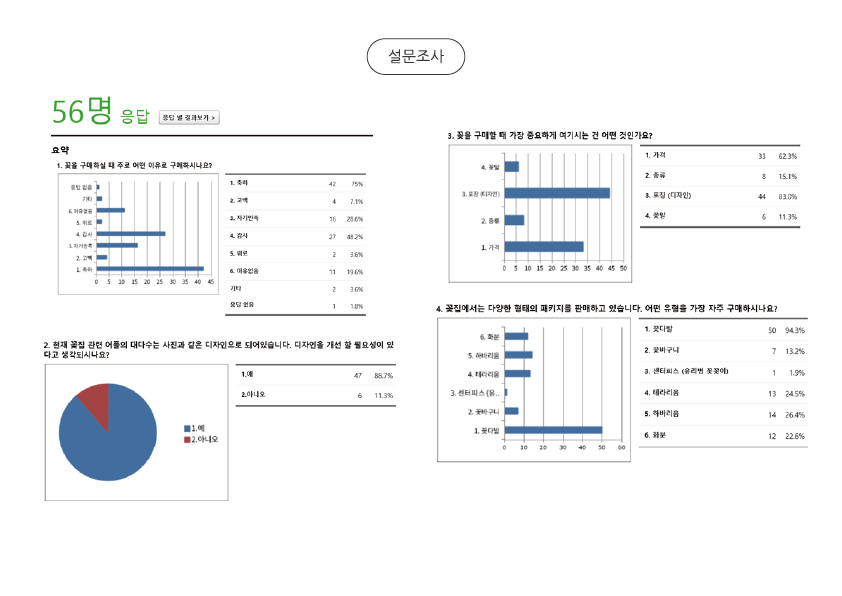 설문조사
56명 응답 응답 별 결과보기 >
요약
1. 꽃을 구매하실 때 주로 어떤 이유로 구매하시나요?
응답 없음
기타
6. 이유없음
5. 위로
4. 감사
3. 자기만족
2. 고백
1. 축하
0 5 10 15 20 25 30 35 40 45
1. 축하 42 75%
2. 고백 4 7.1%
3. 자기만족 16 28.6%
4. 감사 27 48.2%
5. 위로 2 3.6%
6. 이유없음 11 19.6%
기타 2 3.6%
응답 없음 1 1.8%
2. 현재 꽃집 관련 어플의 대다수는 사진과 같은 디자인으로 되어있습니다. 디자인을 개선 할 필요성이 있
다고 생각되시나요?
1.예
2.아니오
1.예 47 88.7%
2.아니오 6 11.3%
3. 꽃을 구매할 때 가장 중요하게 여기시는 건 어떤 것인가요?
4. 꽃말
3. 포장 (디자인)
2. 종류
1. 가격
0 5 10 15 20 25 30 35 40 45 50
1. 가격 33 62.3%
2. 종류 8 15.1%
3. 포장 (디자인) 44 83.0%
4. 꽃말 6 11.3%
4. 꽃집에서는 다양한 형태의 패키지를 판매하고 있습니다. 어떤 유형을 가장 자주 구매하시나요?
6. 화분
5. 하바리움
4. 테라리움
3. 센터피스 (유...
2. 꽃바구니
1. 꽃다발
0 10 20 30 40 50 60
1. 꽃다발 50 94.3%
2. 꽃바구니 7 13.2%
3. 센터피스 (유리병 꽃꽂이) 1 1.9%
4. 테라리움 13 24.5%
5. 하바리움 14 26.4%
6. 화분 12 22.6%